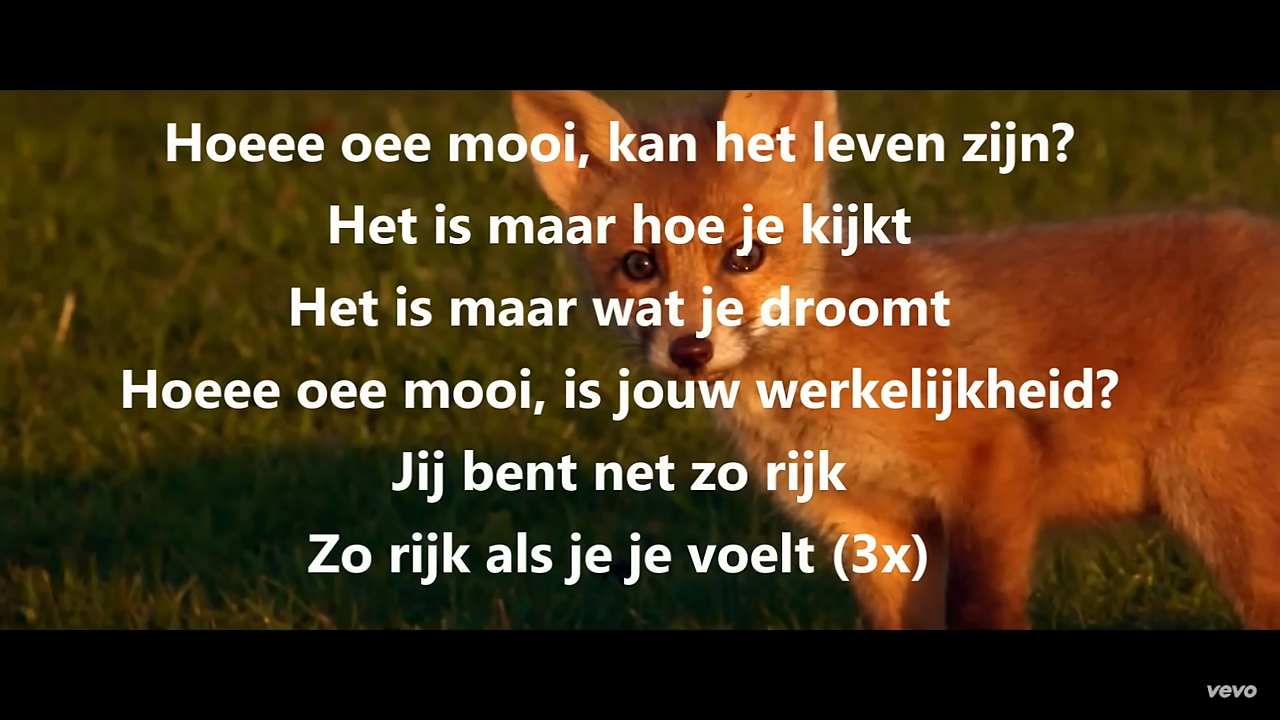 Hoeee oee mooi, kan het leven zijn?
Het is maar hoe je kijkt
Het is maar wat je droomt
Hoeee oee mooi, is jouw werkelijkheid?
Jij bent net zo rijk
Zo rijk als je je voelt (3x)
vevo